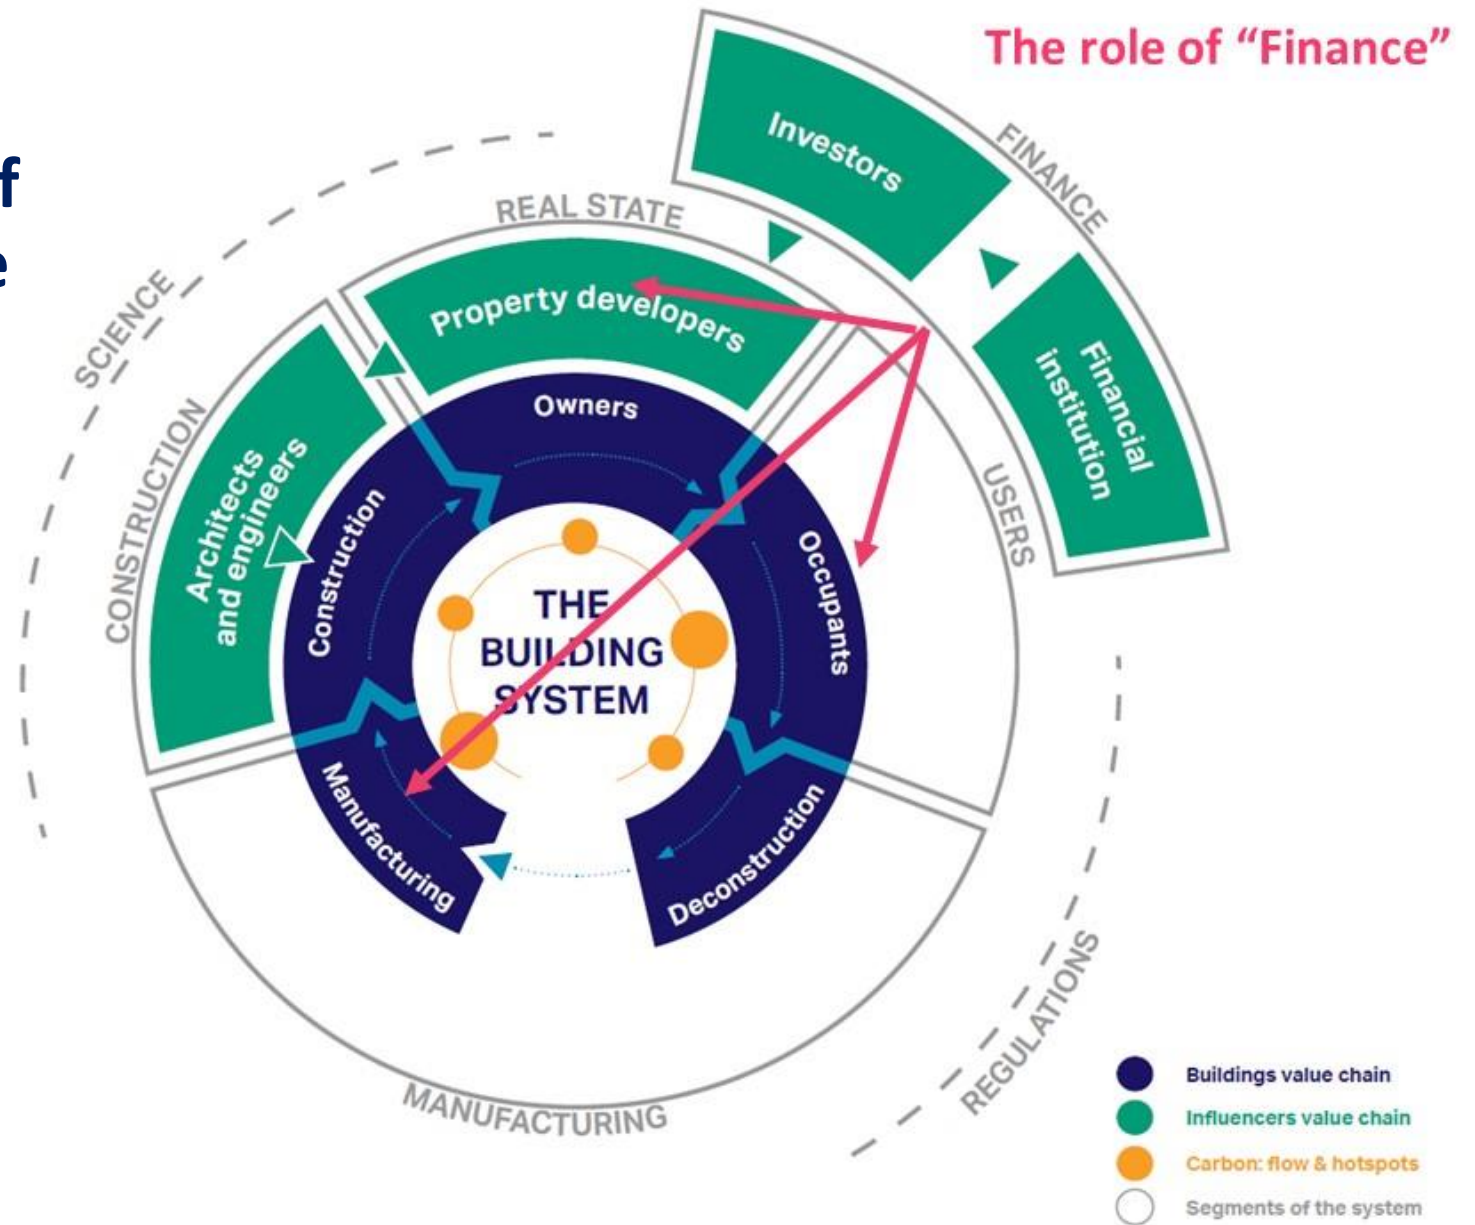 The role of “Finance”
f
e
Investors
FINANCE
REAL STATE
Property developers
SCIENCE
Financial
institution
CONSTRUCTION
Architects
and engineers
Owners
USERS
Construction
Occupants
THE
BUILDING
SYSTEM
Manufacturing
Deconstruction
REGULATIONS
MANUFACTURING
Buildings value chain
Influencers value chain
Carbon: flow & hotspots
Segments of the system